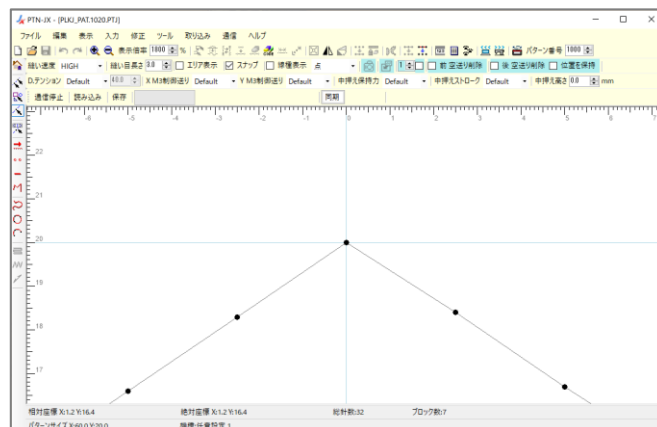 PTN-JX - [PLKJ_PAT.1020.PTJ]
ファイル 編集 表示 入力 修正 ツール 取り込み 通信 ヘルプ
表示倍率 1000 % パターン番号 1000
縫い速度 HIGH 縫い目長さ 3.0 エリア表示 スナップ 修種表示 点 1 前 空送り削除 後 空送り削除 位置を保持
D.テンション Default 40.0 X M3制御送り Default Y M3制御送り Default 中押え保持力 Default 中押えストローク Default 中押え高さ 0.0 mm
通信停止 読み込み 保存 同期
-6 -5 -4 -3 -2 -1 0 1 2 3 4 5 6 7
22
21
20
19
18
17
相対座標 X:1.2 Y:16.4 絶対座標 X:1.2 Y:16.4 総針数:32 ブロック数:7
パターンサイズ X:60.0 Y:20.0